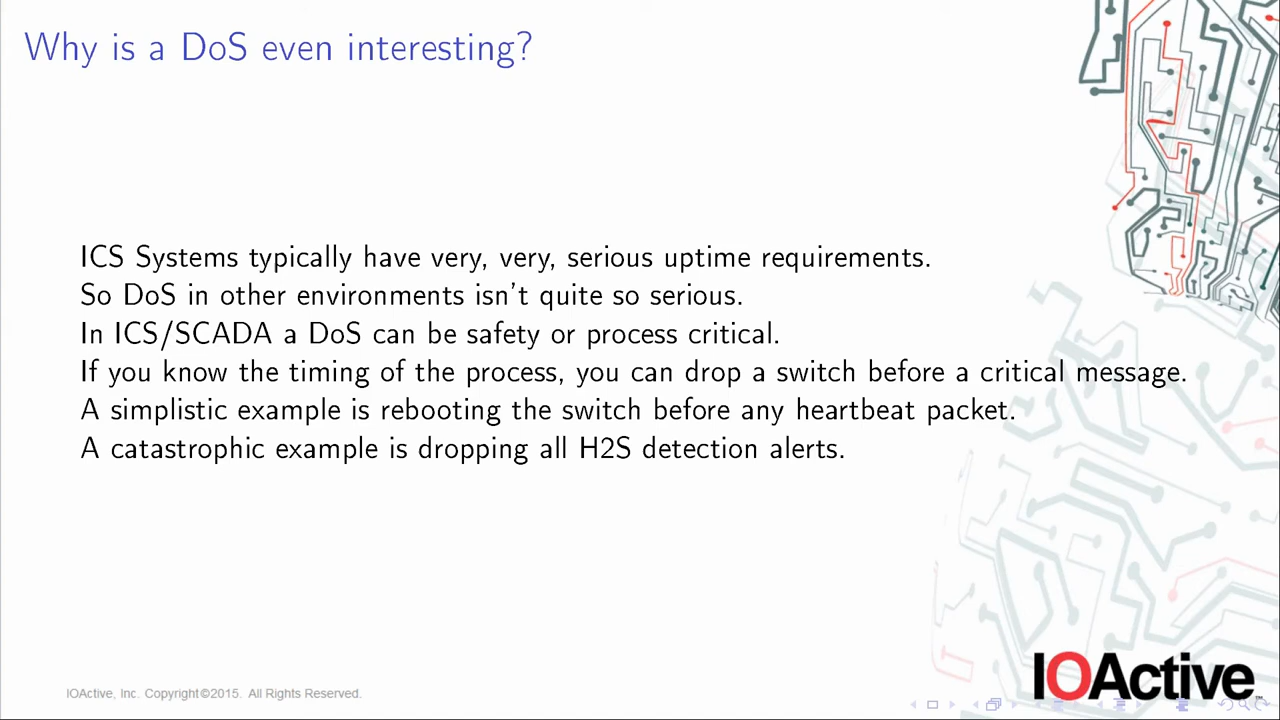 Why is a DoS even interesting?
ICS Systems typically have very, very, serious uptime requirements.
So DoS in other environments isn't quite so serious.
In ICS/SCADA a DoS can be safety or process critical.
If you know the timing of the process, you can drop a switch before a critical message.
A simplistic example is rebooting the switch before any heartbeat packet.
A catastrophic example is dropping all H2S detection alerts.
IOActive, Inc. Copyright©2015. All Rights Reserved.
IOActive™